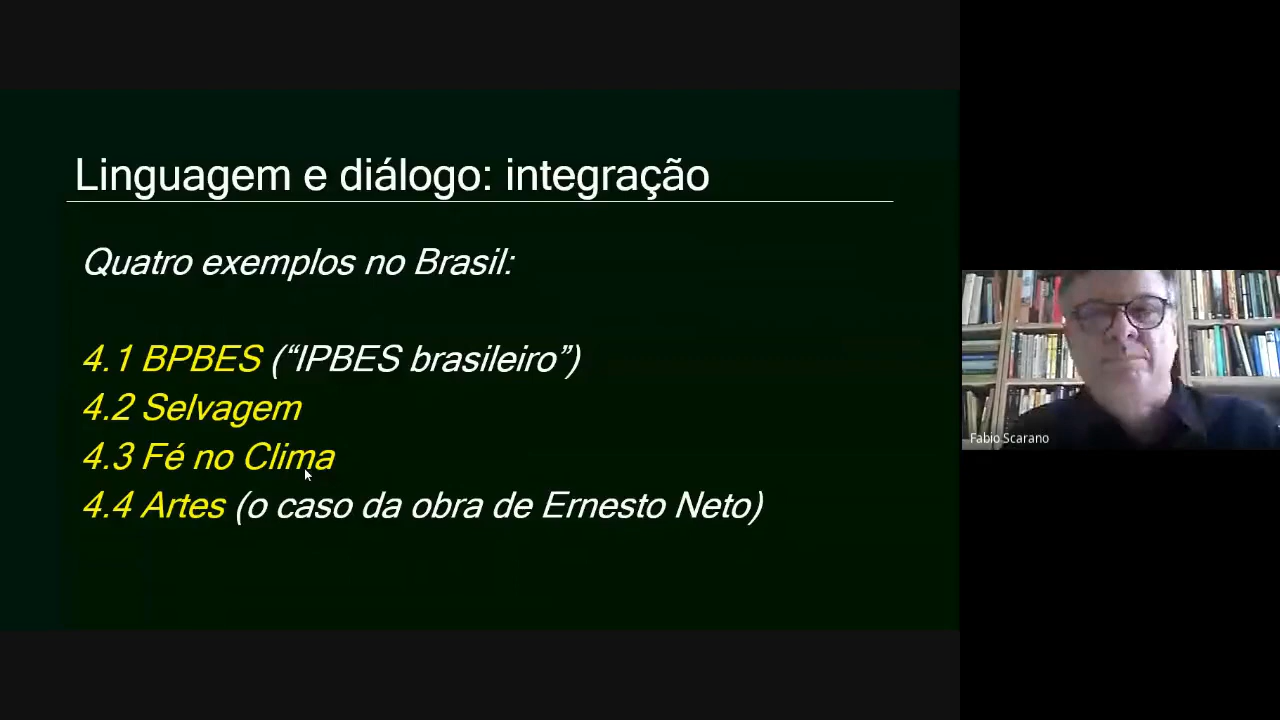 Linguagem e diálogo: integração
Quatro exemplos no Brasil:
4.1 BPBES (“IPBES brasileiro”)
4.2 Selvagem
4.3 Fé no Clima
4.4 Artes (o caso da obra de Ernesto Neto)
Fabio Scarano